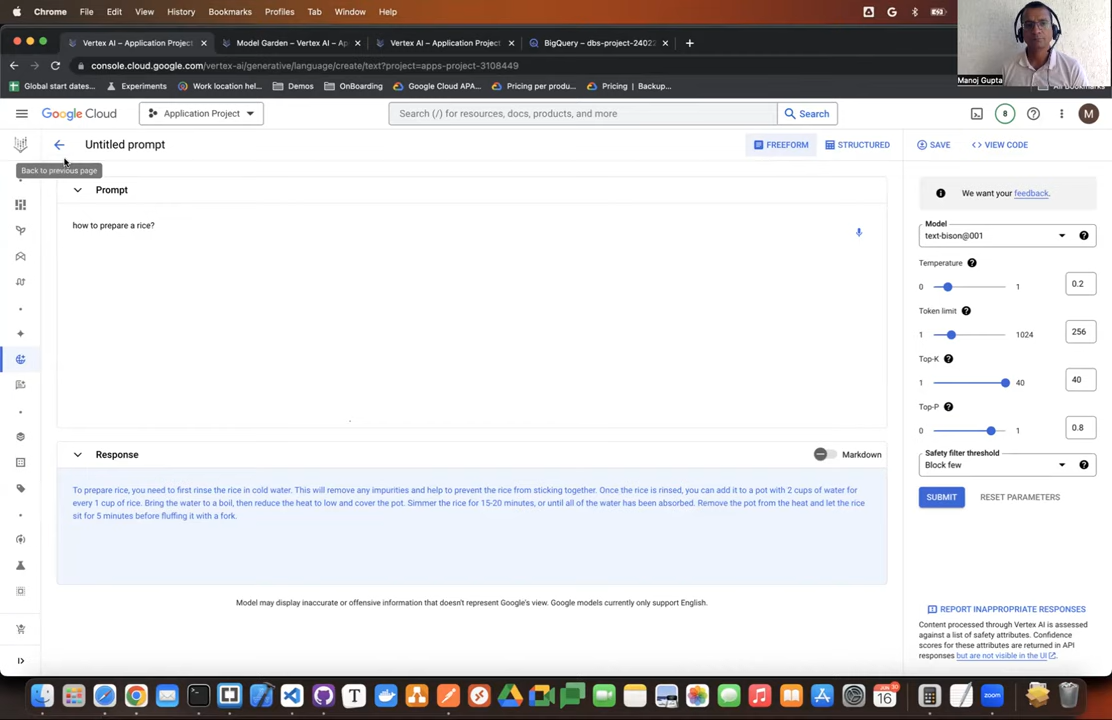 Chrome File Edit View History Bookmarks Profiles Tab Window Help
Vertex AI – Application Project
Model Garden – Vertex AI – Ap
Vertex AI – Application Project
BigQuery – dbs-project-24022
console.cloud.google.com/vertex-ai/generative/language/create/text?project=apps-project-3108449
Manoj Gupta
Global start dates... Experiments Work location hel... Demos OnBoarding Google Cloud APA... Pricing per produ... Pricing | Backup... All Bookmarks
Google Cloud Application Project Search (/) for resources, docs, products, and more Search 8 M
Untitled prompt FREEFORM STRUCTURED SAVE <> VIEW CODE
Back to previous page
Prompt
how to prepare a rice?
Response
Markdown
To prepare rice, you need to first rinse the rice in cold water. This will remove any impurities and help to prevent the rice from sticking together. Once the rice is rinsed, you can add it to a pot with 2 cups of water for
every 1 cup of rice. Bring the water to a boil, then reduce the heat to low and cover the pot. Simmer the rice for 15-20 minutes, or until all of the water has been absorbed. Remove the pot from the heat and let the rice
sit for 5 minutes before fluffing it with a fork.
Model may display inaccurate or offensive information that doesn't represent Google's view. Google models currently only support English.
We want your feedback.
Model
text-bison@001
Temperature
0 1 0.2
Token limit
1 1024 256
Top-K
1 40 40
Top-P
0 1 0.8
Safety filter threshold
Block few
SUBMIT RESET PARAMETERS
REPORT INAPPROPRIATE RESPONSES
Content processed through Vertex AI is assessed
against a list of safety attributes. Confidence
scores for these attributes are returned in API
responses but are not visible in the UI.
16
zoom